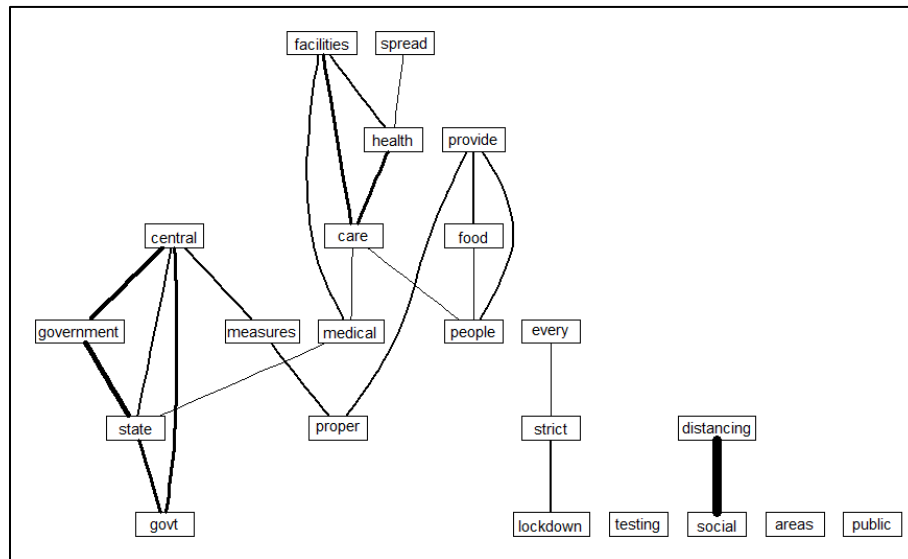 facilities spread
health provide
central care food
government measures medical people every
state proper strict distancing
govt lockdown testing social areas public